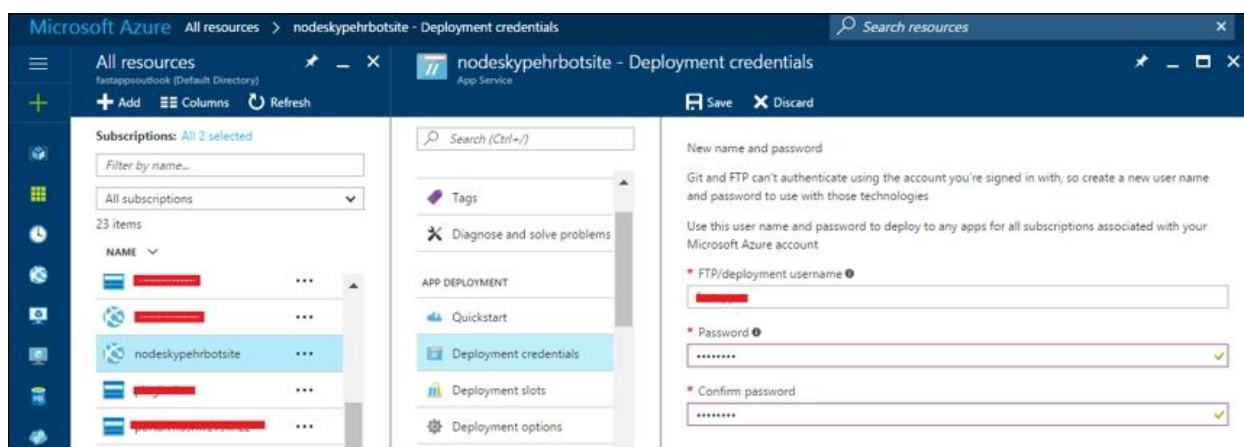 Microsoft Azure All resources > nodeskypehrbotsite - Deployment credentials
Search resources
All resources
fastappsoutlook (Default Directory)
Add Columns Refresh
Subscriptions: All 2 selected
Filter by name...
All subscriptions
23 items
NAME
nodeskypehrbotsite
nodeskypehrbotsite - Deployment credentials
App Service
Search (Ctrl+/)
Tags
Diagnose and solve problems
APP DEPLOYMENT
Quickstart
Deployment credentials
Deployment slots
Deployment options
Save Discard
New name and password
Git and FTP can't authenticate using the account you're signed in with, so create a new user name
and password to use with those technologies
Use this user name and password to deploy to any apps for all subscriptions associated with your
Microsoft Azure account
* FTP/deployment username
* Password
••••••••
* Confirm password
••••••••